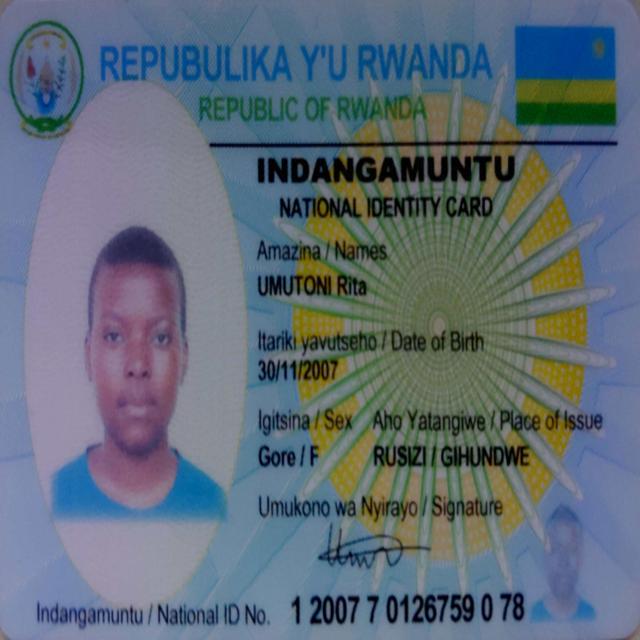 REPUBULIKA Y'U RWANDA
REPUBLIC OF RWANDA
INDANGAMUNTU
NATIONAL IDENTITY CARD
Amazina / Names
UMUTONI Rita
Itariki yavutseho / Date of Birth
30/11/2007
Igitsina / Sex Aho Yatangiwe / Place of Issue
Gore / F RUSIZI / GIHUNDWE
Umukono wa Nyirayo / Signature
Indangamuntu / National ID No. 1 2007 7 0126759 0 78